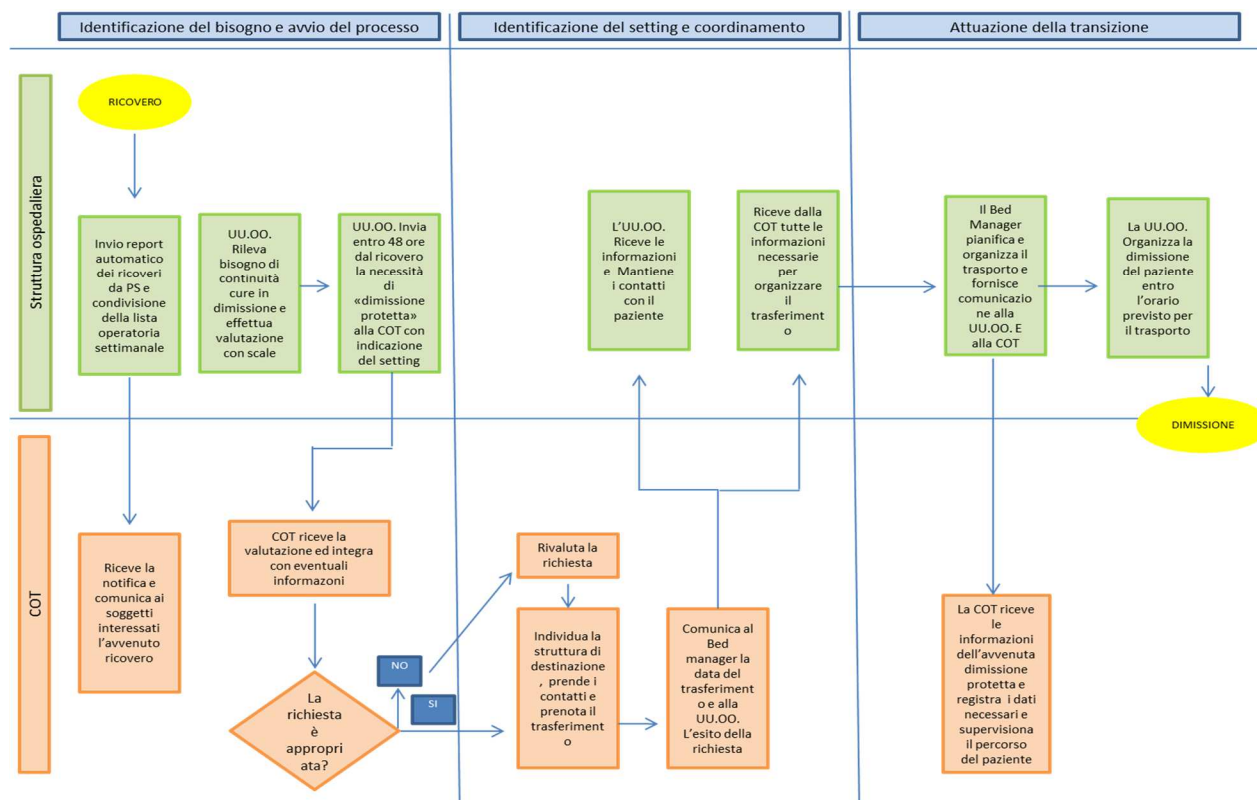 Identificazione del bisogno e avvio del processo
Identificazione del setting e coordinamento
Attuazione della transizione
Struttura ospedaliera
RICOVERO
Invio report
automatico
dei ricoveri
da PS e
condivisione
della lista
operatoria
settimanale
UU.OO.
Rileva
bisogno di
continuità
cure in
dimissione e
effettua
valutazione
con scale
UU.OO. Invia
entro 48 ore
dal ricovero
la necessità
di
«dimissione
protetta»
alla COT con
indicazione
del setting
L'UU.OO.
Riceve le
informazioni
e Mantiene
i contatti
con il
paziente
Riceve dalla
COT tutte le
informazioni
necessarie
per
organizzare
il
trasferiment
o
Il Bed
Manager
pianifica e
organizza il
trasporto e
fornisce
comunicazio
ne alla
UU.OO. E
alla COT
La UU.OO.
Organizza la
dimissione
del paziente
entro
l'orario
previsto per
il trasporto
DIMISSIONE
COT
Riceve la
notifica e
comunica ai
soggetti
interessati
l'avvenuto
ricovero
COT riceve la
valutazione ed integra
con eventuali
informazoni
La
richiesta
è
appropri
ata?
NO
SI
Rivaluta la
richiesta
Individua la
struttura di
destinazione
, prende i
contatti e
prenota il
trasferiment
o
Comunica al
Bed
manager la
data del
trasferiment
o e alla
UU.OO.
L'esito della
richiesta
La COT riceve
le
informazioni
dell'avvenuta
dimissione
protetta e
registra i dati
necessari e
supervisiona
il percorso
del paziente